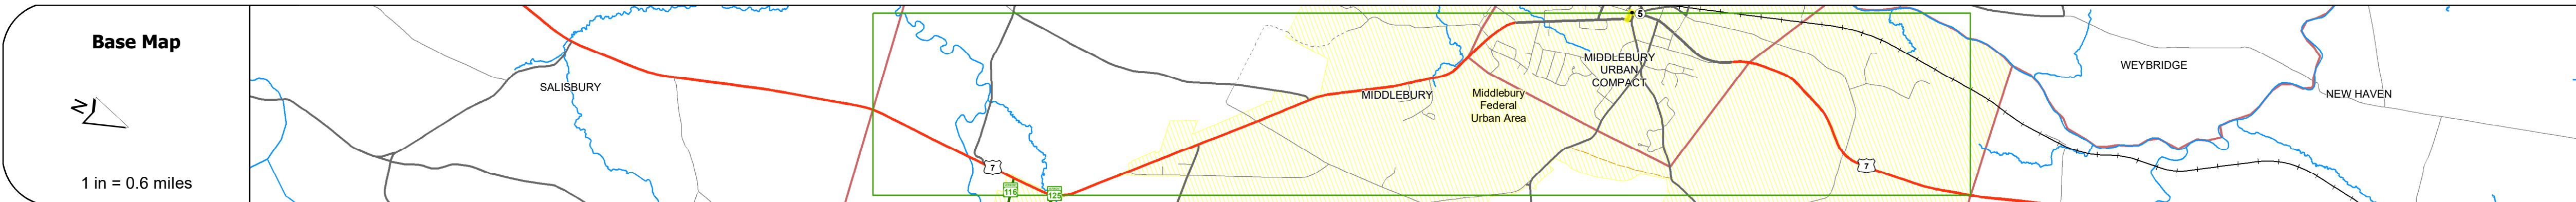 Base Map
N
1 in = 0.6 miles
SALISBURY
7
116
125
MIDDLEBURY
Middlebury
Federal
Urban Area
MIDDLEBURY
URBAN
COMPACT
5
7
WEYBRIDGE
NEW HAVEN